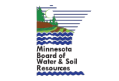 Minnesota
Board of
Water & Soil
Resources